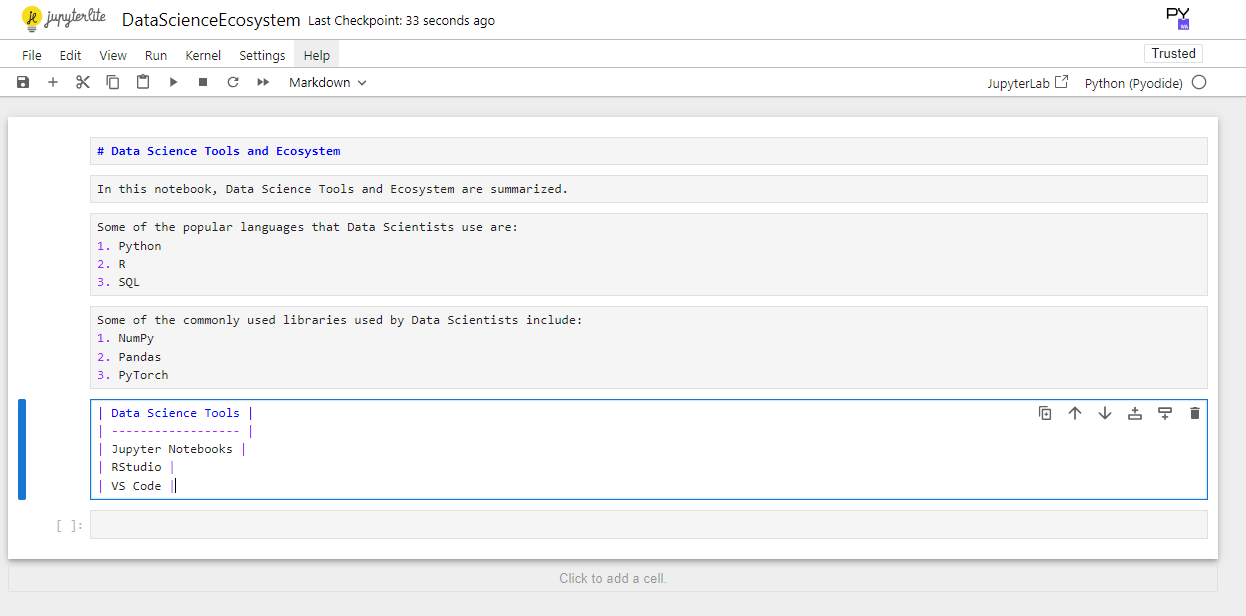 jupyterlite DataScienceEcosystem Last Checkpoint: 33 seconds ago
PY
WA
File Edit View Run Kernel Settings Help
Trusted
Markdown
JupyterLab Python (Pyodide)
# Data Science Tools and Ecosystem
In this notebook, Data Science Tools and Ecosystem are summarized.
Some of the popular languages that Data Scientists use are:
1. Python
2. R
3. SQL
Some of the commonly used libraries used by Data Scientists include:
1. NumPy
2. Pandas
3. PyTorch
| Data Science Tools |
| ------------------ |
| Jupyter Notebooks |
| RStudio |
| VS Code |
[ ]:
Click to add a cell.